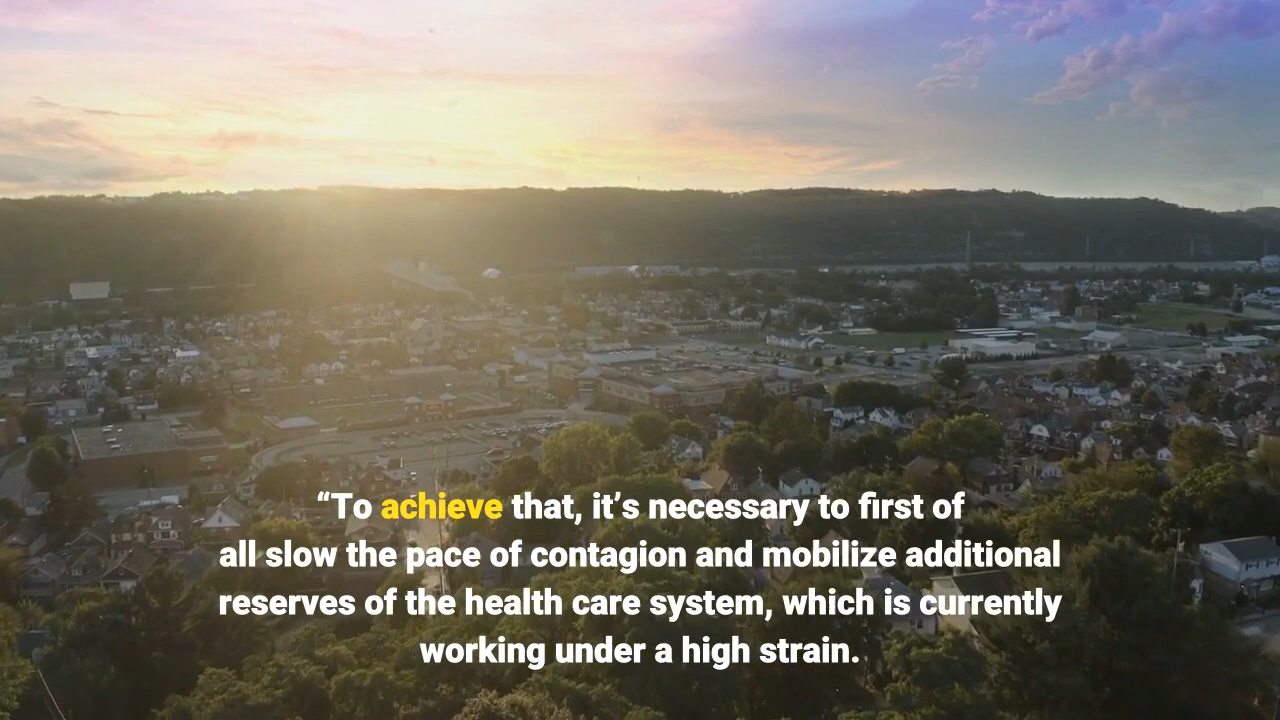 “To achieve that, it’s necessary to first of
all slow the pace of contagion and mobilize additional
reserves of the health care system, which is currently
working under a high strain.